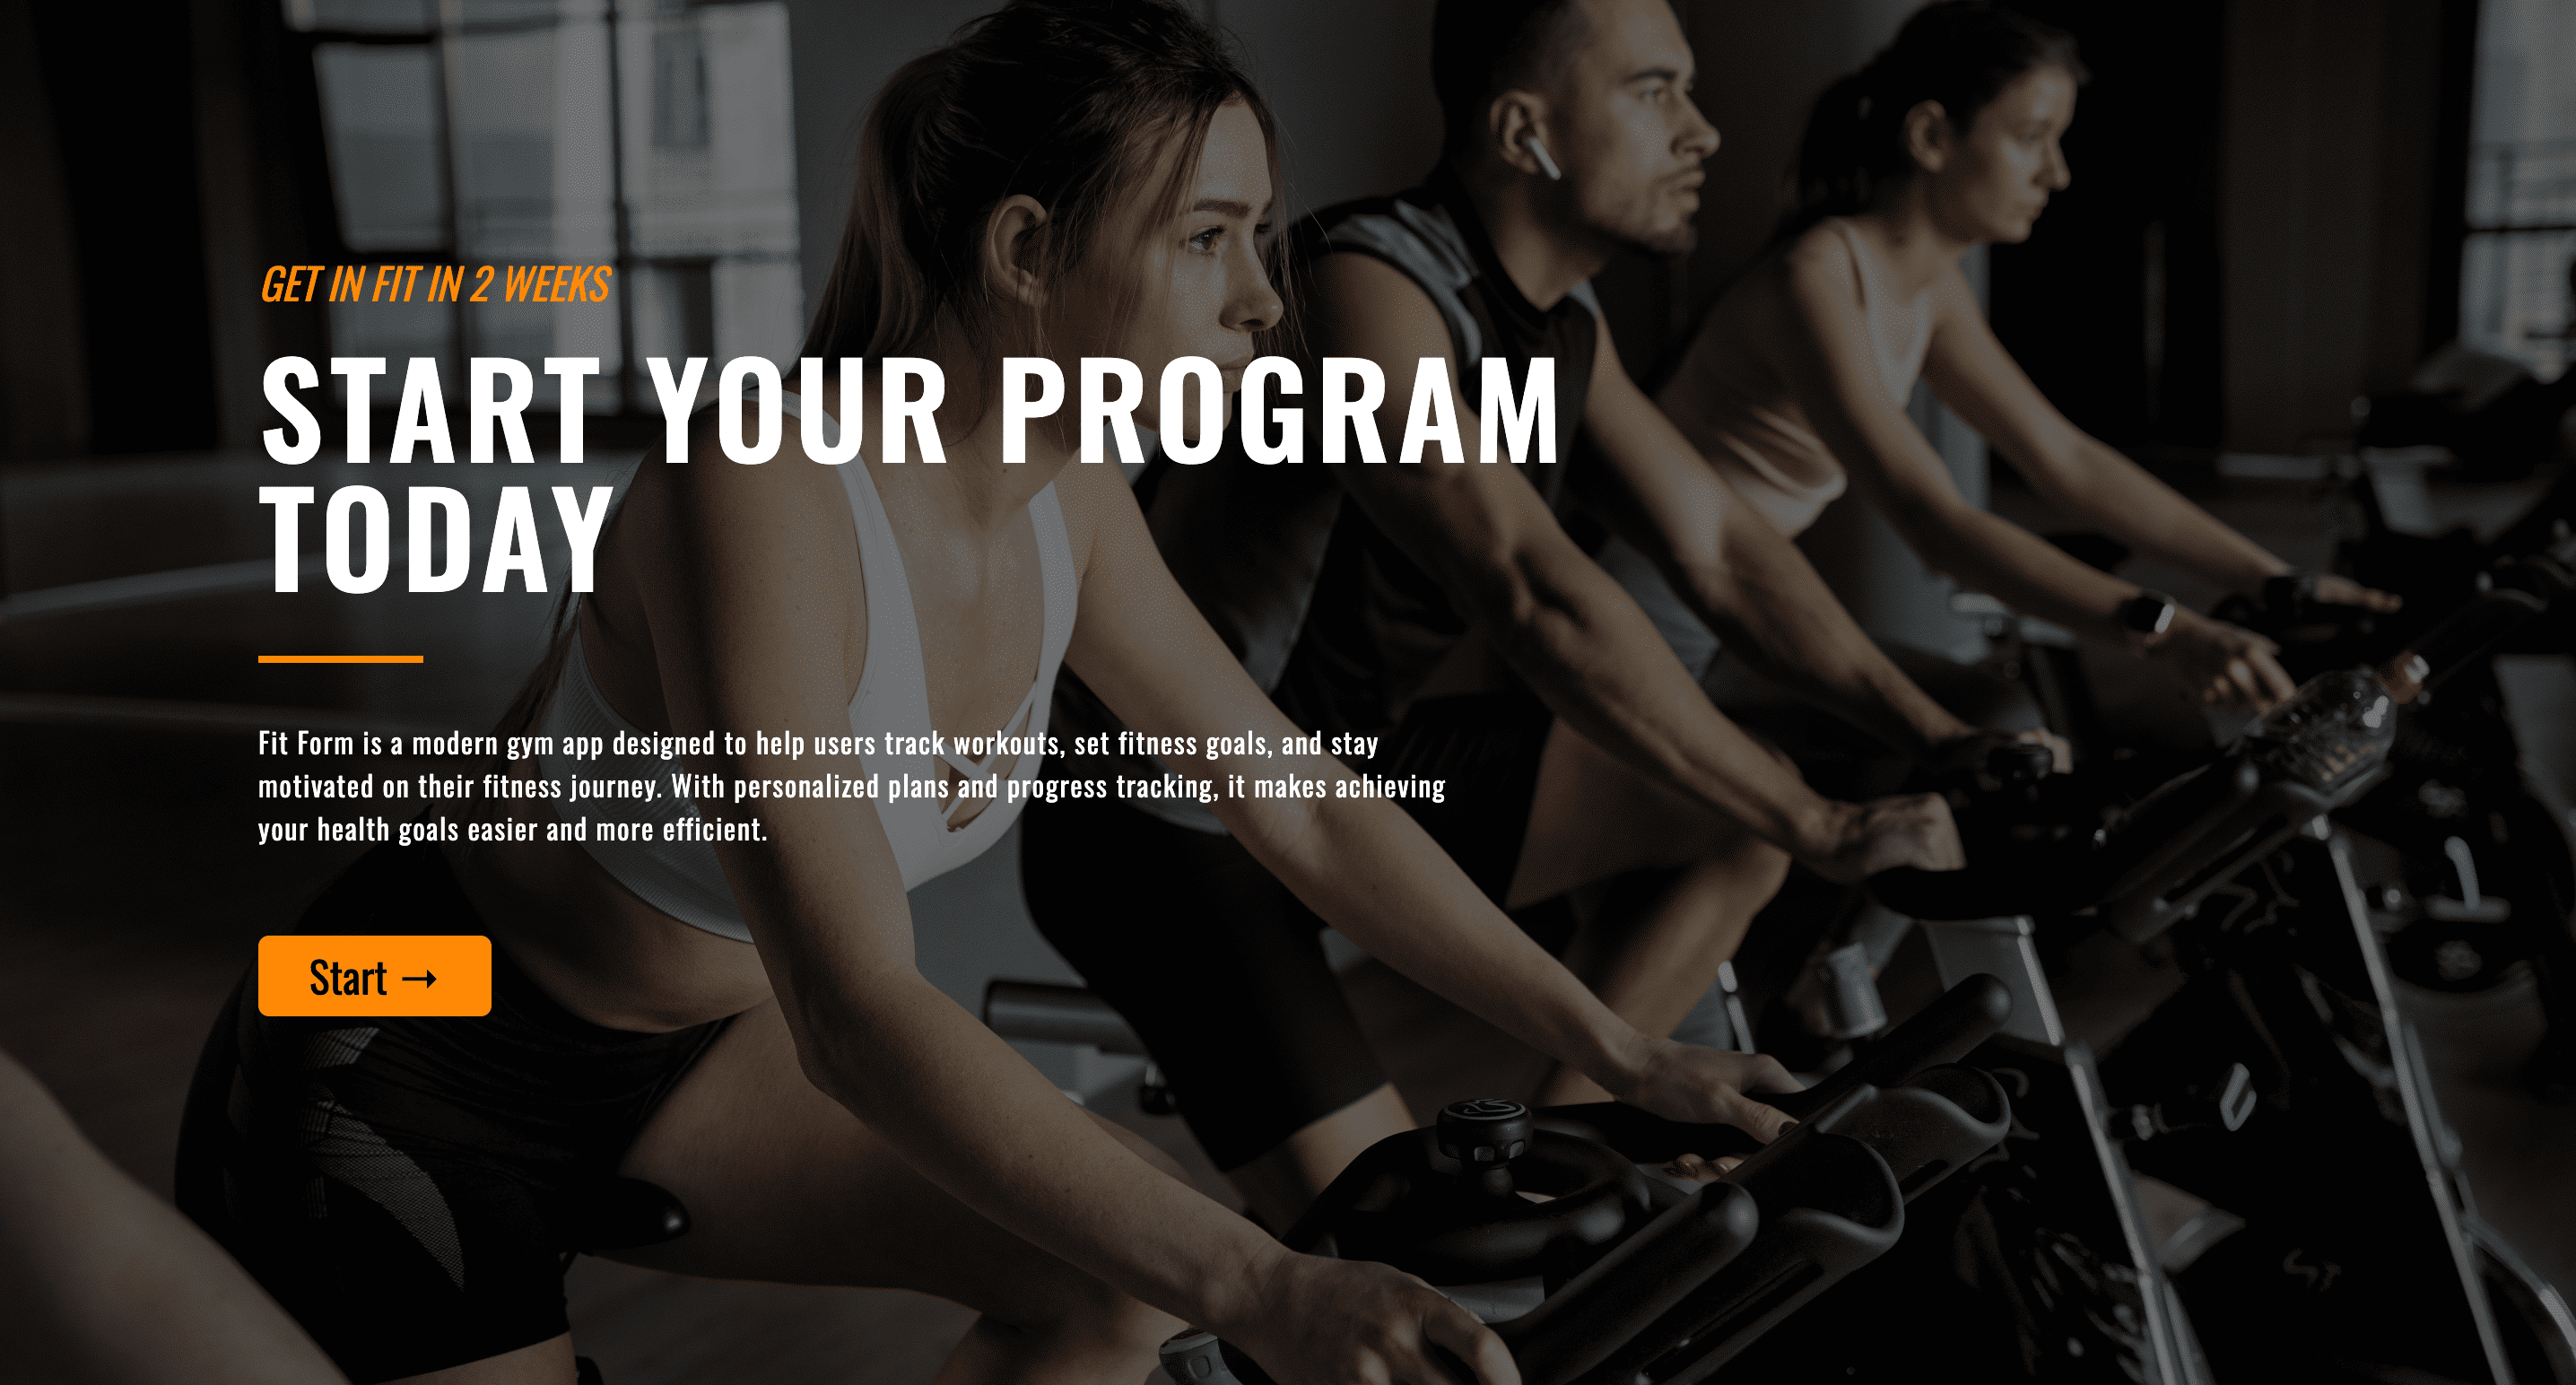 GET IN FIT IN 2 WEEKS
START YOUR PROGRAM
TODAY
Fit Form is a modern gym app designed to help users track workouts, set fitness goals, and stay
motivated on their fitness journey. With personalized plans and progress tracking, it makes achieving
your health goals easier and more efficient.
Start →